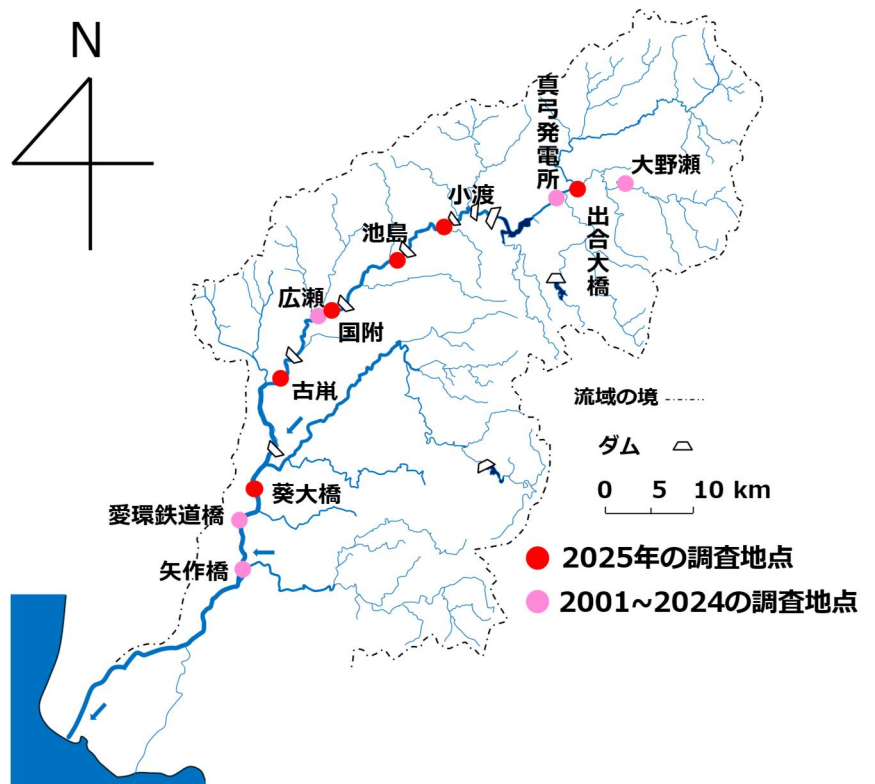 N
真弓発電所
大野瀬
小渡
出合大橋
池島
広瀬
国附
古鼡
流域の境
ダム
0 5 10 km
葵大橋
愛環鉄道橋
矢作橋
2025年の調査地点
2001~2024の調査地点